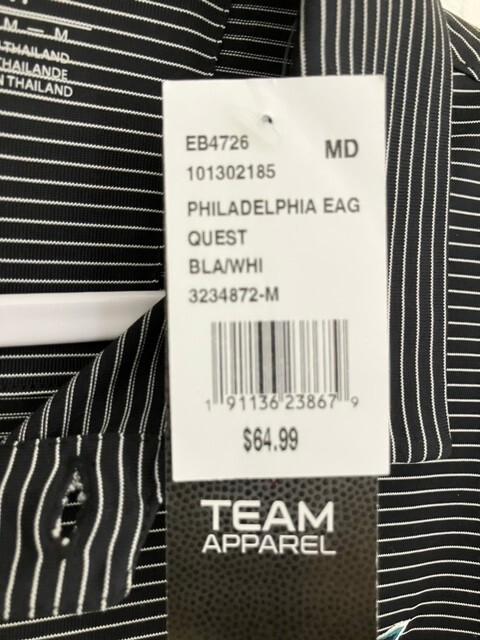 M — M
THAILAND
THAILANDE
N THAILAND
EB4726
MD
101302185
PHILADELPHIA EAG
QUEST
BLA/WHI
3234872-M
1 91136 23867 9
$64.99
TEAM
APPAREL